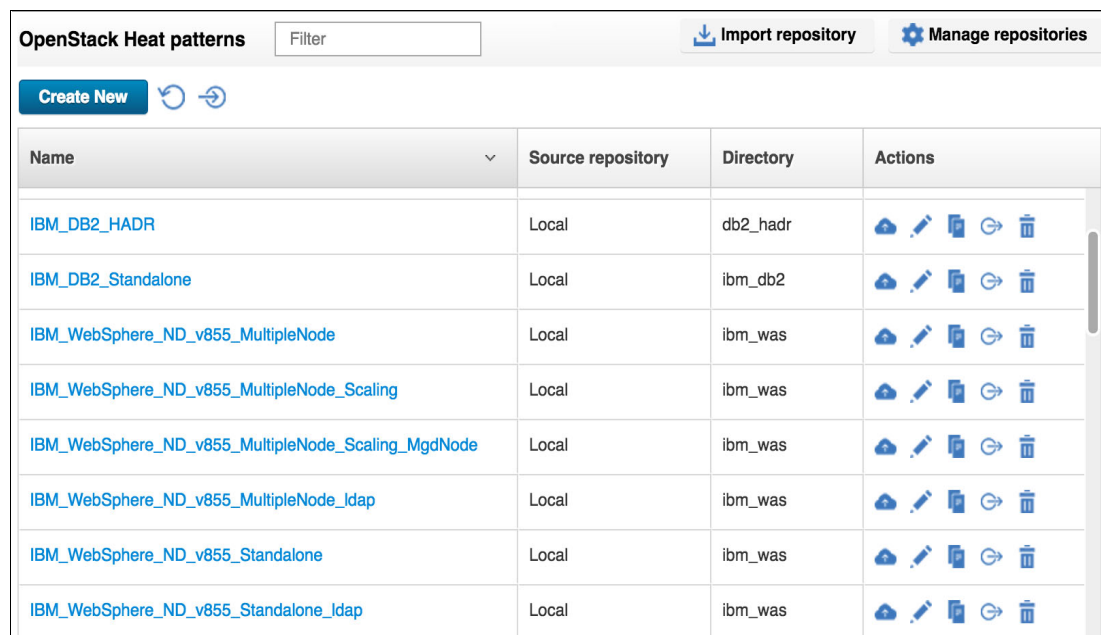 OpenStack Heat patterns Filter Import repository Manage repositories
Create New
Name Source repository Directory Actions
IBM_DB2_HADR Local db2_hadr
IBM_DB2_Standalone Local ibm_db2
IBM_WebSphere_ND_v855_MultipleNode Local ibm_was
IBM_WebSphere_ND_v855_MultipleNode_Scaling Local ibm_was
IBM_WebSphere_ND_v855_MultipleNode_Scaling_MgdNode Local ibm_was
IBM_WebSphere_ND_v855_MultipleNode_ldap Local ibm_was
IBM_WebSphere_ND_v855_Standalone Local ibm_was
IBM_WebSphere_ND_v855_Standalone_ldap Local ibm_was